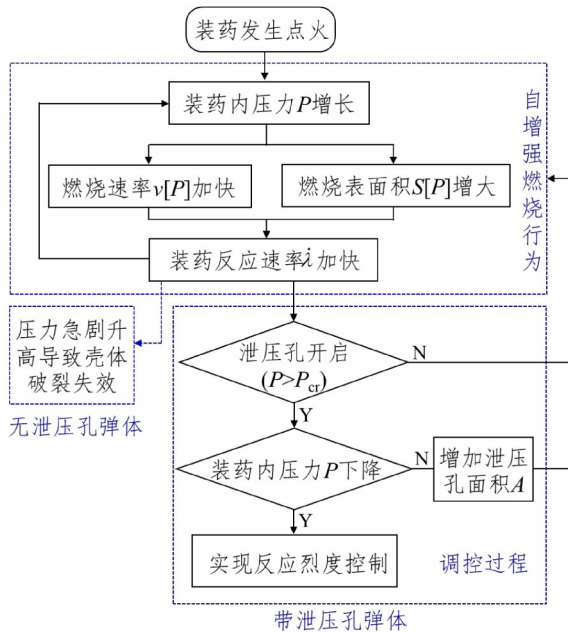 装药发生点火
装药内压力P增长
燃烧速率v[P]加快
燃烧表面积S[P]增大
装药反应速率i加快
自增强燃烧行为
压力急剧升
高导致壳体
破裂失效
无泄压孔弹体
泄压孔开启
(P>Pcr)
N
Y
装药内压力P下降
N
增加泄压
孔面积A
Y
实现反应烈度控制
调控过程
带泄压孔弹体